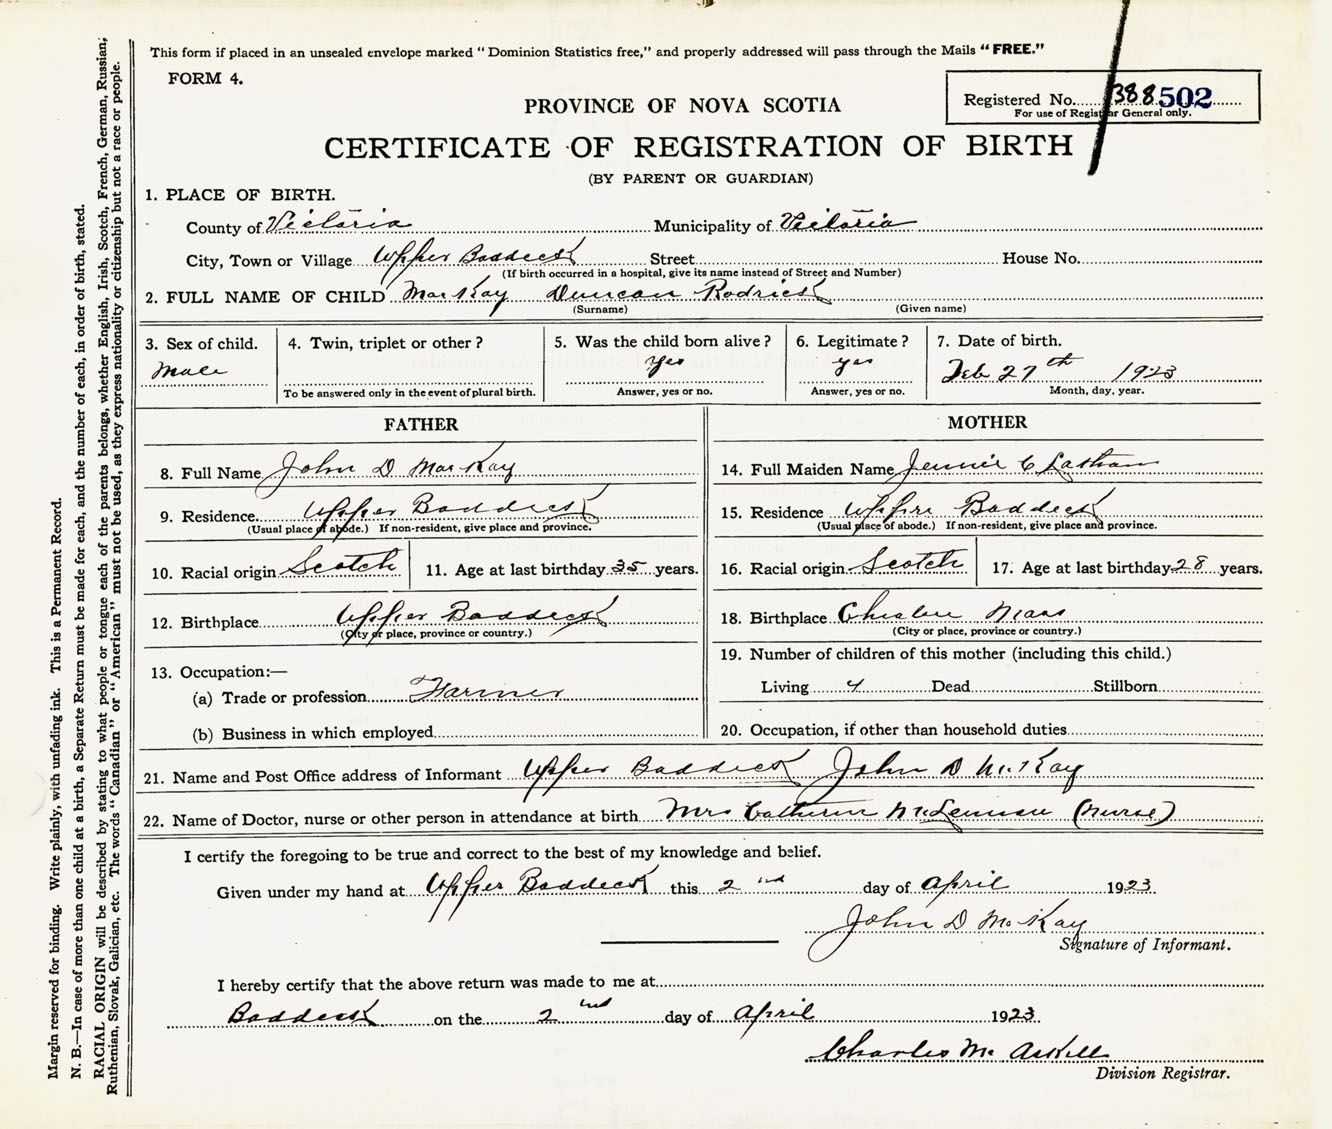 This form if placed in an unsealed envelope marked "Dominion Statistics free," and properly addressed will pass through the Mails "FREE."
FORM 4.
Registered No. 388502
For use of Registrar General only.
PROVINCE OF NOVA SCOTIA
CERTIFICATE OF REGISTRATION OF BIRTH
(BY PARENT OR GUARDIAN)
1. PLACE OF BIRTH.
County of Victoria Municipality of Victoria
City, Town or Village Upper Baddeck Street House No.
(If birth occurred in a hospital, give its name instead of Street and Number)
2. FULL NAME OF CHILD MacKay Duncan Rodrick
(Surname) (Given name)
3. Sex of child. 4. Twin, triplet or other ? 5. Was the child born alive ? 6. Legitimate ? 7. Date of birth.
Male yes yes Feb 27th 1923
To be answered only in the event of plural birth. Answer, yes or no. Answer, yes or no. Month, day, year.
FATHER MOTHER
8. Full Name John D MacKay 14. Full Maiden Name Jennie C Latham
9. Residence Upper Baddeck 15. Residence Upper Baddeck
(Usual place of abode.) If non-resident, give place and province. (Usual place of abode.) If non-resident, give place and province.
10. Racial origin Scotch 11. Age at last birthday 35 years. 16. Racial origin Scotch 17. Age at last birthday 28 years.
12. Birthplace Upper Baddeck 18. Birthplace Mass
(City or place, province or country.) (City or place, province or country.)
13. Occupation:— 19. Number of children of this mother (including this child.)
(a) Trade or profession Farmer Living 4 Dead Stillborn
(b) Business in which employed 20. Occupation, if other than household duties
21. Name and Post Office address of Informant Upper Baddeck John D McKay
22. Name of Doctor, nurse or other person in attendance at birth Mrs Catherin McLennan (nurse)
I certify the foregoing to be true and correct to the best of my knowledge and belief.
Given under my hand at Upper Baddeck this 2nd day of April 1923
John D McKay
Signature of Informant.
I hereby certify that the above return was made to me at
Baddeck on the 2nd day of April 1923
Charles McAskill
Division Registrar.
Margin reserved for binding. Write plainly, with unfading ink. This is a Permanent Record.
N. B.—In case of more than one child at a birth, a Separate Return must be made for each, and the number of each, in order of birth, stated.
RACIAL ORIGIN will be described by stating to what people or tongue each of the parents belongs, whether English, Irish, Scotch, French, German, Russian,
Ruthenian, Slovak, Galician, etc. The words "Canadian" or "American" must not be used, as they express nationality or citizenship but not a race or people.